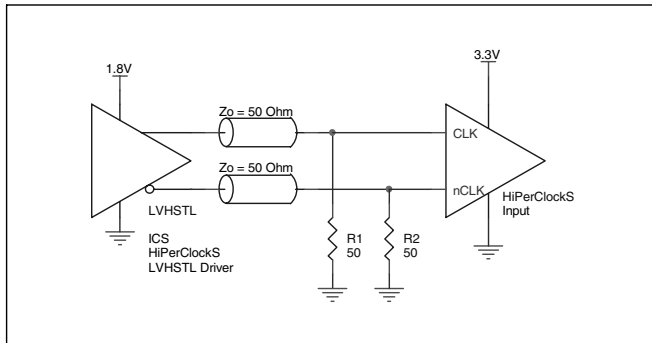 1.8V
3.3V
Zo = 50 Ohm
CLK
Zo = 50 Ohm
nCLK
HiPerClockS
Input
LVHSTL
ICS
HiPerClockS
LVHSTL Driver
R1
50
R2
50